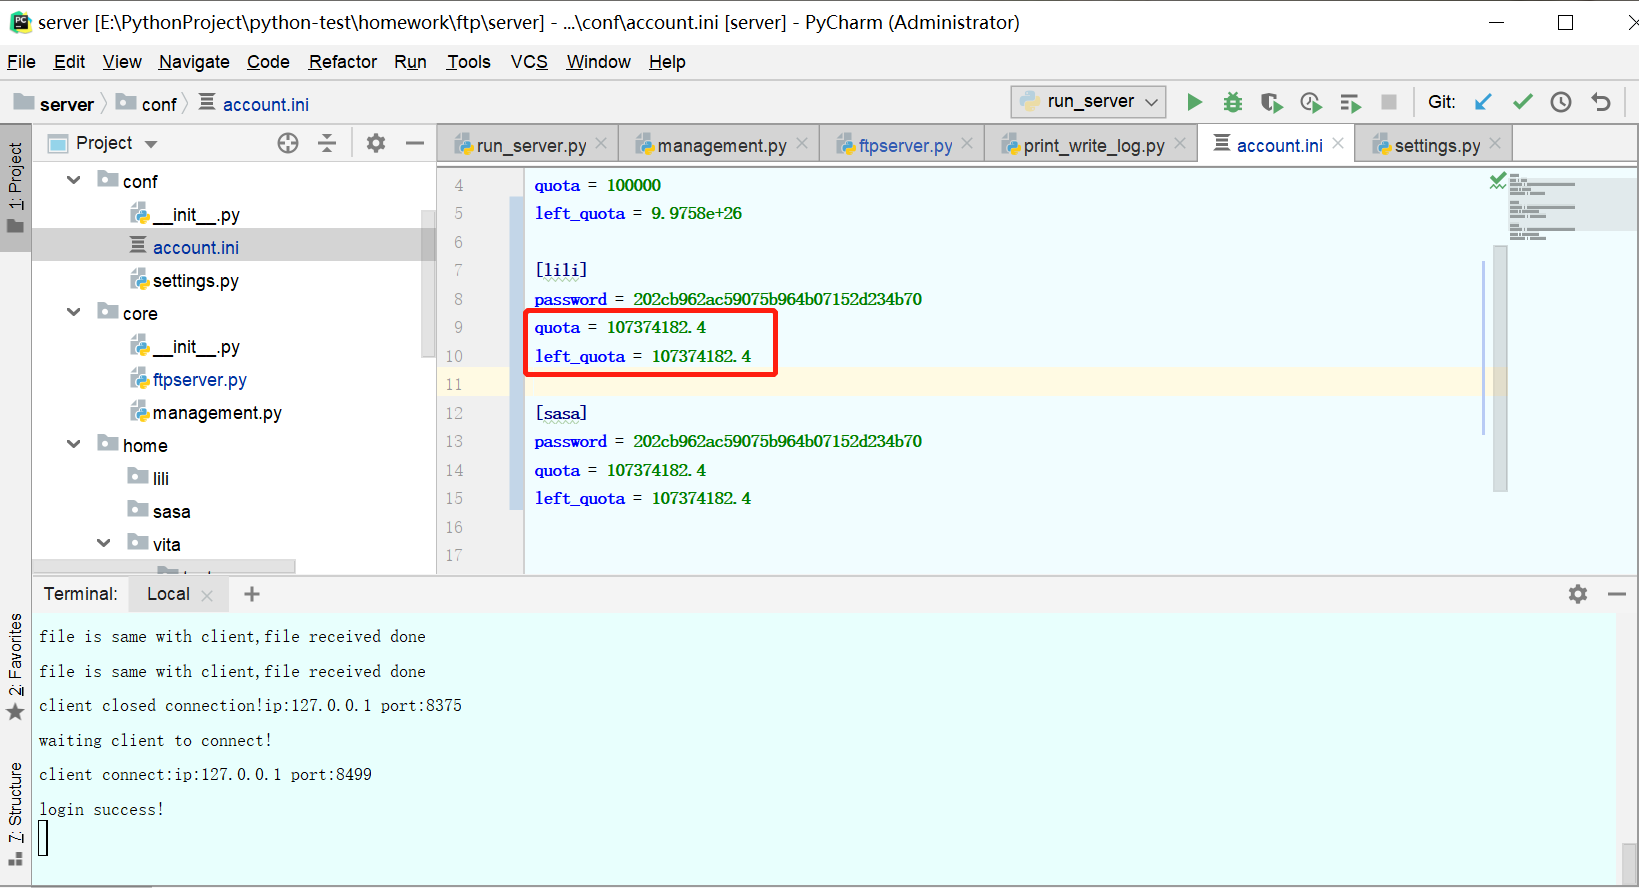 server [E:\PythonProject\python-test\homework\ftp\server] - ...\conf\account.ini [server] - PyCharm (Administrator)
File Edit View Navigate Code Refactor Run Tools VCS Window Help
server conf account.ini run_server Git:
1: Project
Project
run_server.py management.py ftpserver.py print_write_log.py account.ini settings.py
conf
__init__.py
account.ini
settings.py
core
__init__.py
ftpserver.py
management.py
home
lili
sasa
vita
4 quota = 100000
5 left_quota = 9.9758e+26
6
7 [lili]
8 password = 202cb962ac59075b964b07152d234b70
9 quota = 107374182.4
10 left_quota = 107374182.4
11
12 [sasa]
13 password = 202cb962ac59075b964b07152d234b70
14 quota = 107374182.4
15 left_quota = 107374182.4
16
17
Terminal: Local
2: Favorites
7: Structure
file is same with client,file received done
file is same with client,file received done
client closed connection!ip:127.0.0.1 port:8375
waiting client to connect!
client connect:ip:127.0.0.1 port:8499
login success!